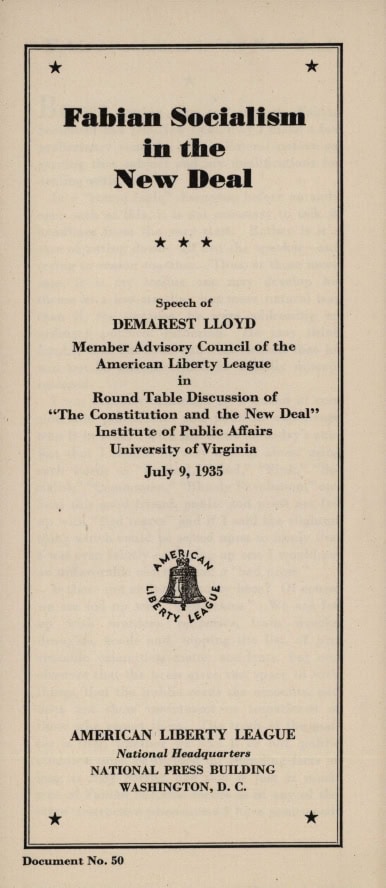 Fabian Socialism
in the
New Deal
Speech of
DEMAREST LLOYD
Member Advisory Council of the
American Liberty League
in
Round Table Discussion of
“The Constitution and the New Deal”
Institute of Public Affairs
University of Virginia
July 9, 1935
AMERICAN
LIBERTY LEAGUE
AMERICAN LIBERTY LEAGUE
National Headquarters
NATIONAL PRESS BUILDING
WASHINGTON, D. C.
Document No. 50